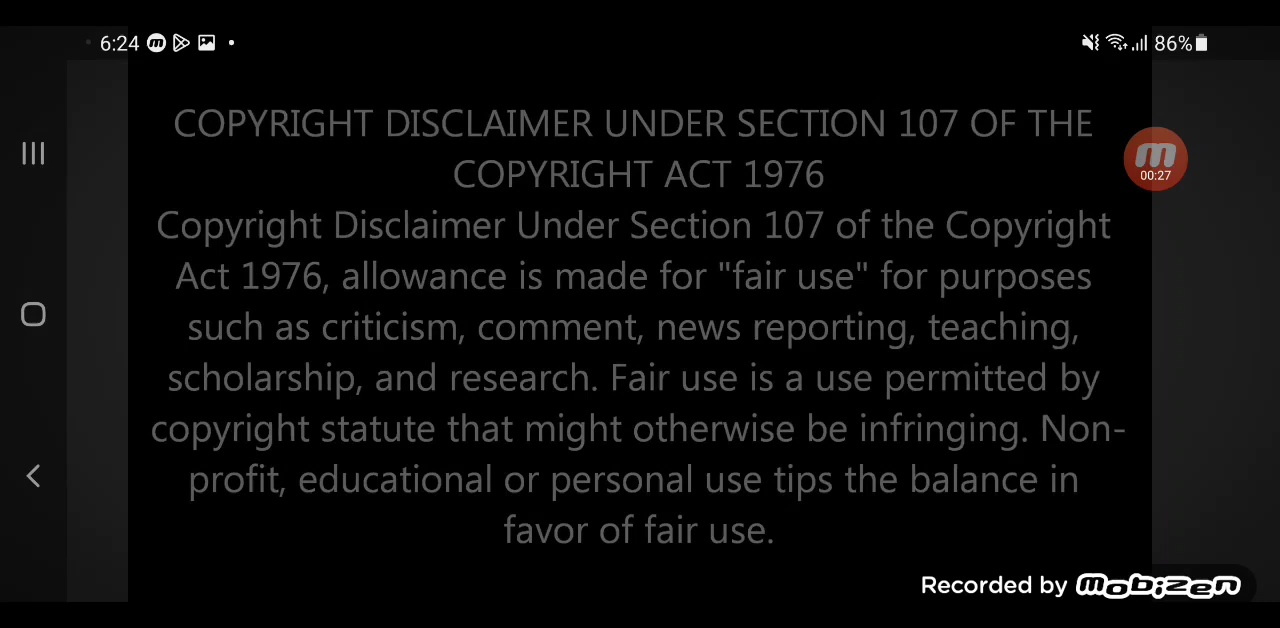 6:24
86%
COPYRIGHT DISCLAIMER UNDER SECTION 107 OF THE
COPYRIGHT ACT 1976
00:27
Copyright Disclaimer Under Section 107 of the Copyright
Act 1976, allowance is made for "fair use" for purposes
such as criticism, comment, news reporting, teaching,
scholarship, and research. Fair use is a use permitted by
copyright statute that might otherwise be infringing. Non-
profit, educational or personal use tips the balance in
favor of fair use.
Recorded by mobizen